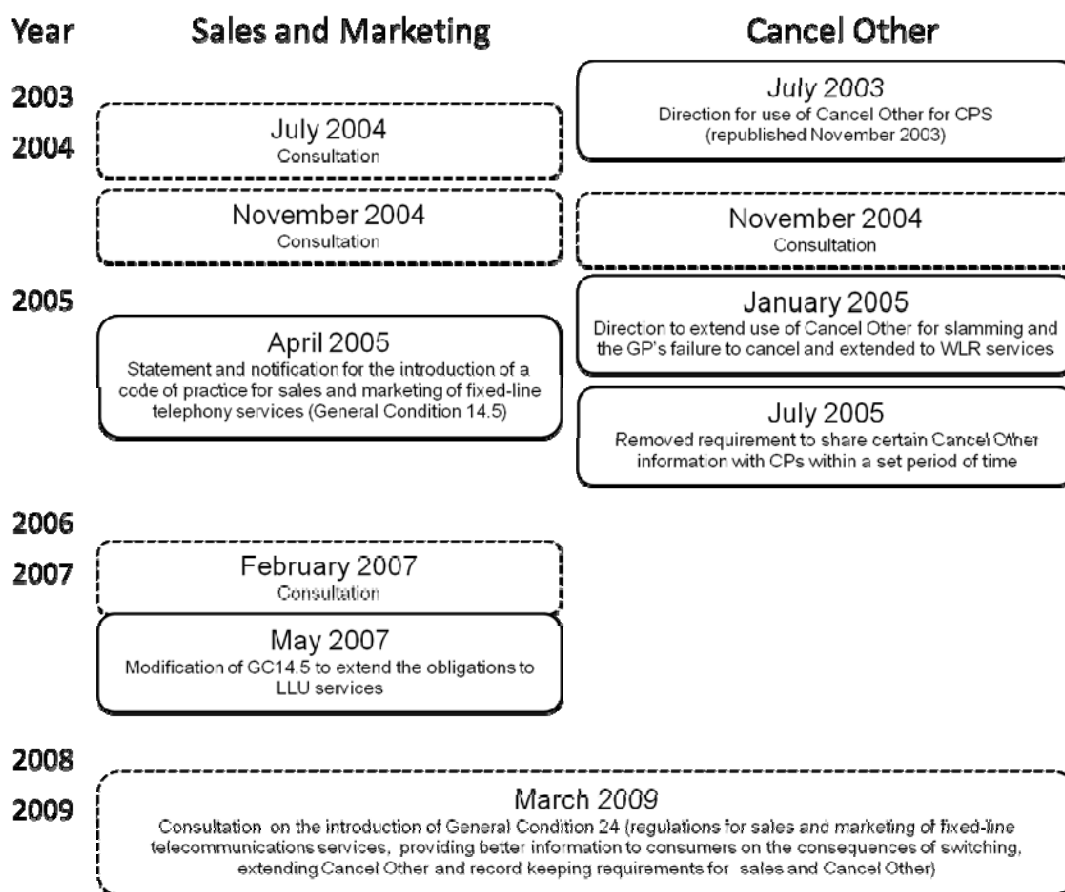 Year Sales and Marketing Cancel Other
2003
July 2003
Direction for use of Cancel Other for CPS
(republished November 2003)
2004
July 2004
Consultation
November 2004
Consultation
November 2004
Consultation
2005
January 2005
Direction to extend use of Cancel Other for slamming and
the GP's failure to cancel and extended to WLR services
April 2005
Statement and notification for the introduction of a
code of practice for sales and marketing of fixed-line
telephony services (General Condition 14.5)
July 2005
Removed requirement to share certain Cancel Other
information with CPs within a set period of time
2006
2007
February 2007
Consultation
May 2007
Modification of GC14.5 to extend the obligations to
LLU services
2008
2009
March 2009
Consultation on the introduction of General Condition 24 (regulations for sales and marketing of fixed-line
telecommunications services, providing better information to consumers on the consequences of switching,
extending Cancel Other and record keeping requirements for sales and Cancel Other)